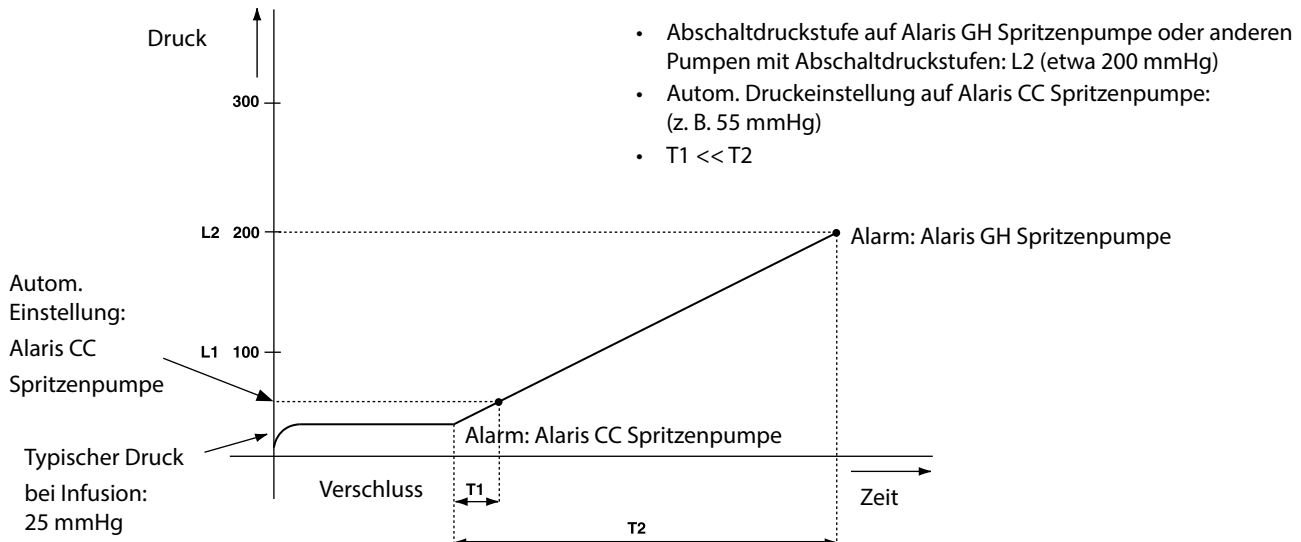 Druck
• Abschaltdruckstufe auf Alaris GH Spritzenpumpe oder anderen
Pumpen mit Abschaltdruckstufen: L2 (etwa 200 mmHg)
• Autom. Druckeinstellung auf Alaris CC Spritzenpumpe:
(z. B. 55 mmHg)
• T1 << T2
300
L2 200
Alarm: Alaris GH Spritzenpumpe
Autom.
Einstellung:
Alaris CC
Spritzenpumpe
L1 100
Alarm: Alaris CC Spritzenpumpe
Typischer Druck
bei Infusion:
25 mmHg
Verschluss
T1
Zeit
T2